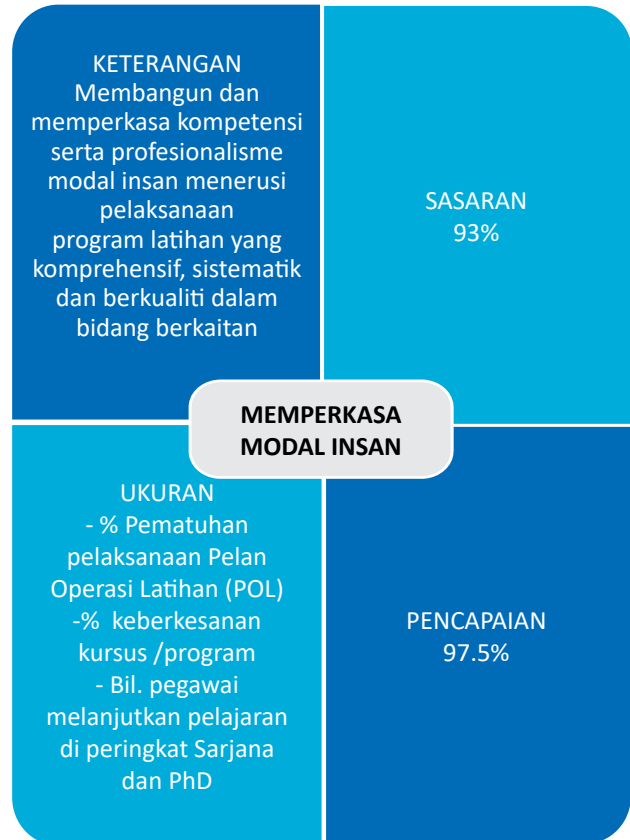 KETERANGAN
Membangun dan
memperkasa kompetensi
serta profesionalisme
modal insan menerusi
pelaksanaan
program latihan yang
komprehensif, sistematik
dan berkualiti dalam
bidang berkaitan
SASARAN
93%
MEMPERKASA
MODAL INSAN
UKURAN
- % Pematuhan
pelaksanaan Pelan
Operasi Latihan (POL)
-% keberkesanan
kursus /program
- Bil. pegawai
melanjutkan pelajaran
di peringkat Sarjana
dan PhD
PENCAPAIAN
97.5%